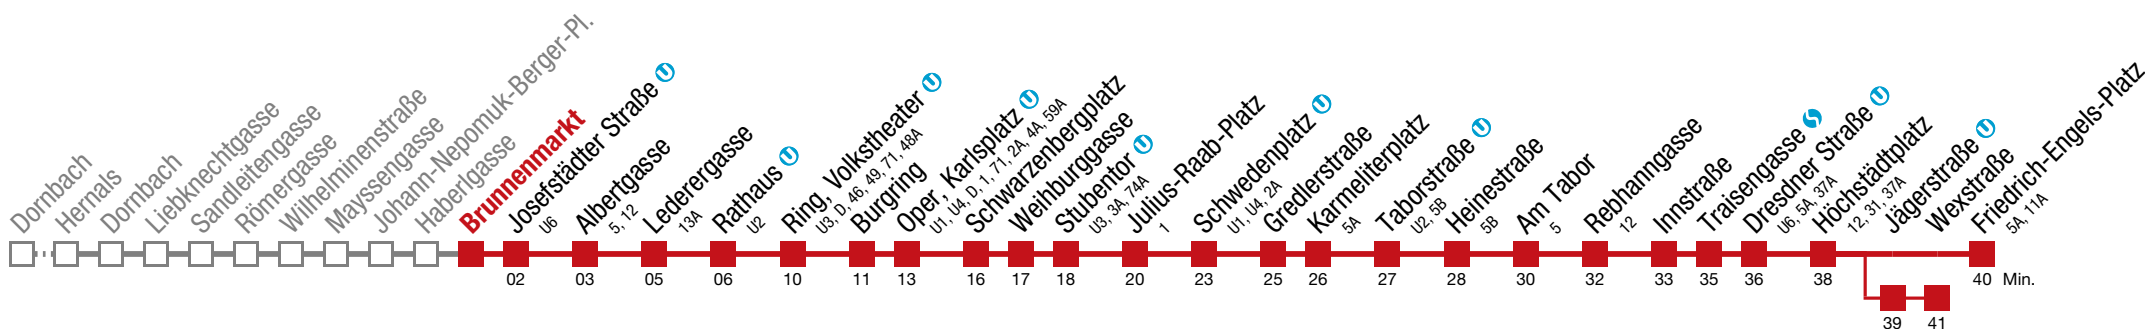 Dornbach
Hernals
Dornbach
Liebknechtgasse
Sandleitengasse
Römergasse
Wilhelminenstraße
Mayssengasse
Johann-Nepomuk-Berger-Pl.
Haberlgasse
Brunnenmarkt
Josefstädter Straße
U6
Albertgasse
5, 12
Lederergasse
13A
Rathaus
U2
Ring, Volkstheater
U3, D, 46, 49, 71, 48A
Burgring
Oper, Karlsplatz
U1, U4, D, 1, 71, 2A, 4A, 59A
Schwarzenbergplatz
Weihburggasse
Stubentor
U3, 3A, 74A
Julius-Raab-Platz
1
Schwedenplatz
U1, U4, 2A
Gredlerstraße
Karmeliterplatz
5A
Taborstraße
U2, 5B
Heinestraße
5B
Am Tabor
5
Rebhanngasse
12
Innstraße
Traisengasse
Dresdner Straße
U6, 5A, 37A
Höchstädtplatz
12, 31, 37A
Jägerstraße
Wexstraße
Friedrich-Engels-Platz
5A, 11A
02 03 05 06 10 11 13 16 17 18 20 23 25 26 27 28 30 32 33 35 36 38 40 Min.
39 41